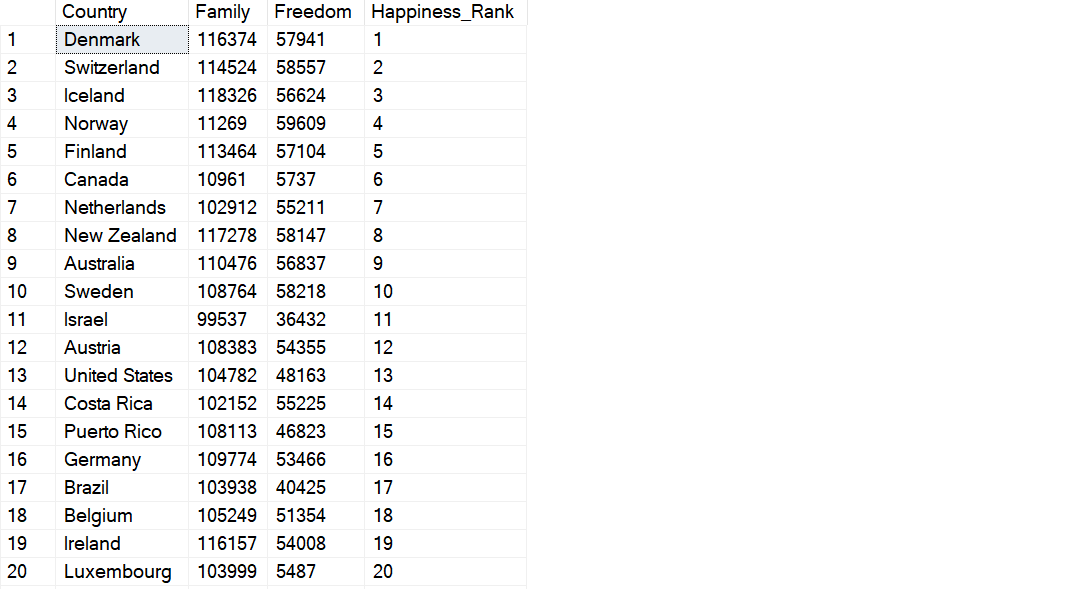 Country Family Freedom Happiness_Rank
1 Denmark 116374 57941 1
2 Switzerland 114524 58557 2
3 Iceland 118326 56624 3
4 Norway 11269 59609 4
5 Finland 113464 57104 5
6 Canada 10961 5737 6
7 Netherlands 102912 55211 7
8 New Zealand 117278 58147 8
9 Australia 110476 56837 9
10 Sweden 108764 58218 10
11 Israel 99537 36432 11
12 Austria 108383 54355 12
13 United States 104782 48163 13
14 Costa Rica 102152 55225 14
15 Puerto Rico 108113 46823 15
16 Germany 109774 53466 16
17 Brazil 103938 40425 17
18 Belgium 105249 51354 18
19 Ireland 116157 54008 19
20 Luxembourg 103999 5487 20